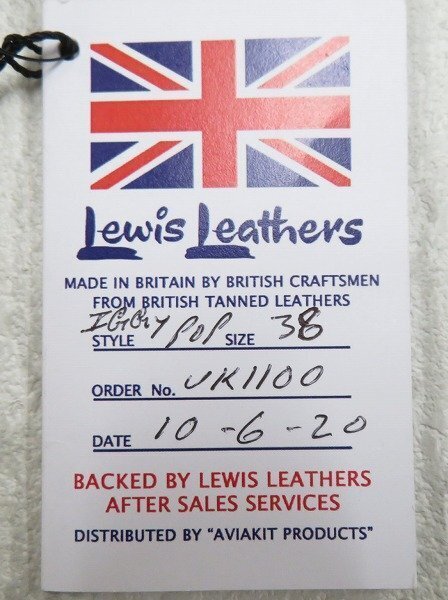 Lewis Leathers
MADE IN BRITAIN BY BRITISH CRAFTSMEN
FROM BRITISH TANNED LEATHERS
STYLE IGGY POP SIZE 38
ORDER No. UK1100
DATE 10-6-20
BACKED BY LEWIS LEATHERS
AFTER SALES SERVICES
DISTRIBUTED BY “AVIAKIT PRODUCTS”